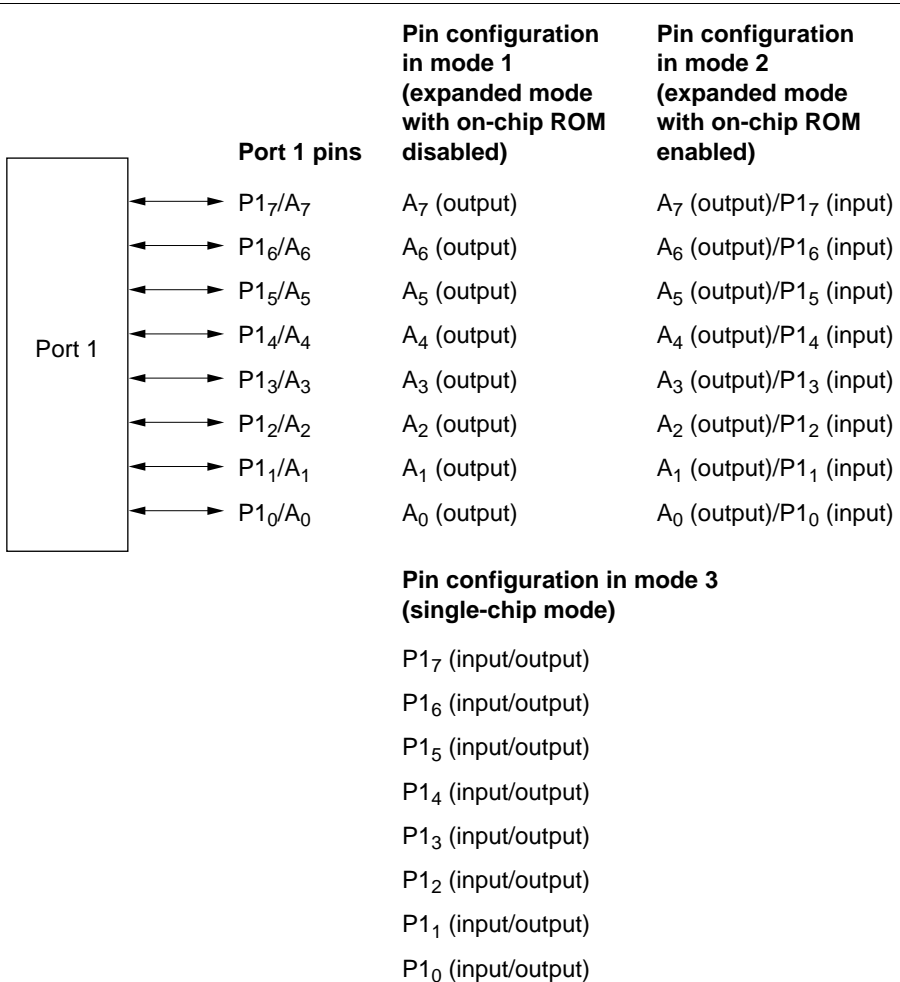 Pin configuration in mode 1 (expanded mode with on-chip ROM disabled)
Pin configuration in mode 2 (expanded mode with on-chip ROM enabled)
Port 1 pins
Port 1
P1₇/A₇ A₇ (output) A₇ (output)/P1₇ (input)
P1₆/A₆ A₆ (output) A₆ (output)/P1₆ (input)
P1₅/A₅ A₅ (output) A₅ (output)/P1₅ (input)
P1₄/A₄ A₄ (output) A₄ (output)/P1₄ (input)
P1₃/A₃ A₃ (output) A₃ (output)/P1₃ (input)
P1₂/A₂ A₂ (output) A₂ (output)/P1₂ (input)
P1₁/A₁ A₁ (output) A₁ (output)/P1₁ (input)
P1₀/A₀ A₀ (output) A₀ (output)/P1₀ (input)
Pin configuration in mode 3
(single-chip mode)
P1₇ (input/output)
P1₆ (input/output)
P1₅ (input/output)
P1₄ (input/output)
P1₃ (input/output)
P1₂ (input/output)
P1₁ (input/output)
P1₀ (input/output)